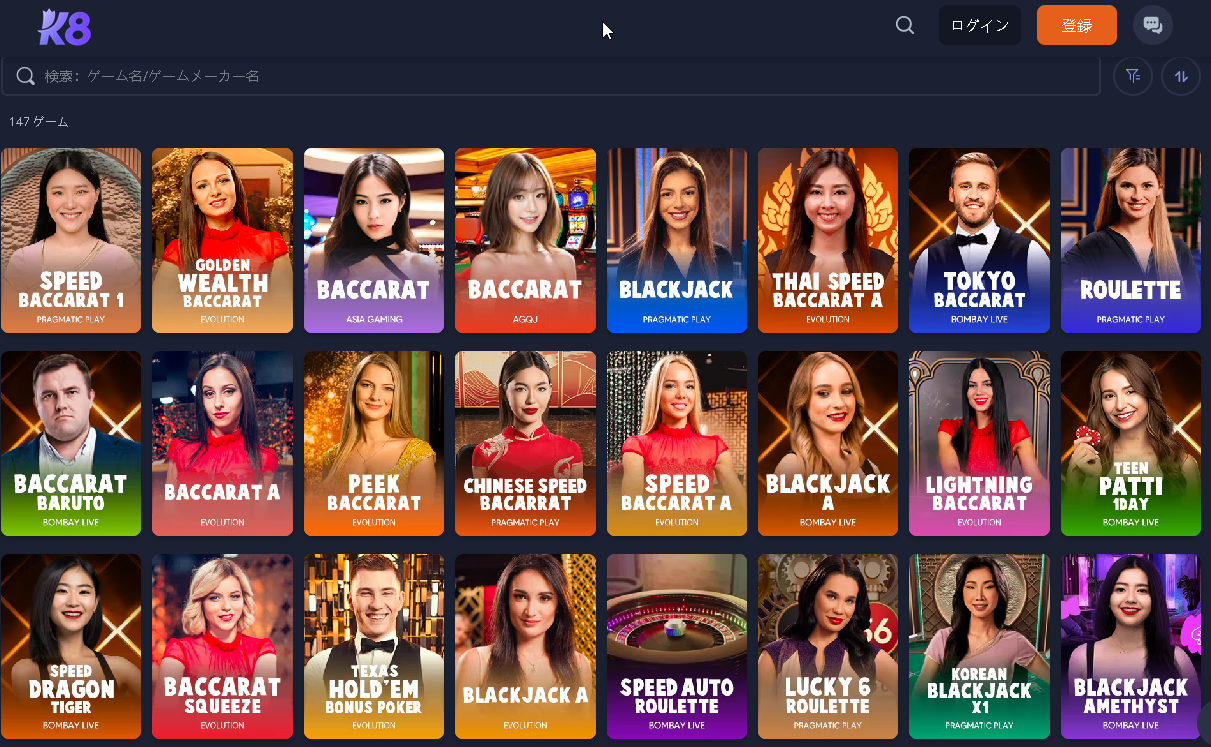 K8
ログイン
登録
検索：ゲーム名/ゲームメーカー名
147 ゲーム
SPEED
BACCARAT 1
PRAGMATIC PLAY
GOLDEN
WEALTH
BACCARAT
EVOLUTION
BACCARAT
ASIA GAMING
BACCARAT
AGQJ
BLACKJACK
PRAGMATIC PLAY
THAI SPEED
BACCARAT A
EVOLUTION
TOKYO
BACCARAT
BOMBAY LIVE
ROULETTE
PRAGMATIC PLAY
BACCARAT
BARUTO
BOMBAY LIVE
BACCARAT A
EVOLUTION
PEEK
BACCARAT
EVOLUTION
CHINESE SPEED
BACARRAT
PRAGMATIC PLAY
SPEED
BACCARAT A
EVOLUTION
BLACKJACK
A
BOMBAY LIVE
LIGHTNING
BACCARAT
EVOLUTION
TEEN
PATTI
1DAY
BOMBAY LIVE
SPEED
DRAGON
TIGER
BOMBAY LIVE
BACCARAT
SQUEEZE
EVOLUTION
TEXAS
HOLD'EM
BONUS POKER
EVOLUTION
BLACKJACK A
EVOLUTION
SPEED AUTO
ROULETTE
BOMBAY LIVE
66
LUCKY 6
ROULETTE
PRAGMATIC PLAY
KOREAN
BLACKJACK
X1
PRAGMATIC PLAY
BLACKJACK
AMETHYST
BOMBAY LIVE